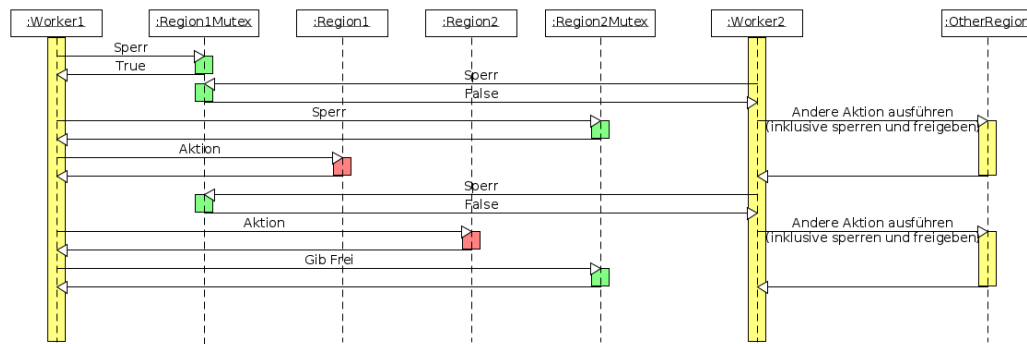 :Worker1 :Region1Mutex :Region1 :Region2 :Region2Mutex :Worker2 :OtherRegion
Sperr
True
Sperr
False
Sperr
Andere Aktion ausführen
(inklusive sperren und freigeben)
Aktion
Sperr
False
Aktion
Andere Aktion ausführen
(inklusive sperren und freigeben)
Gib Frei